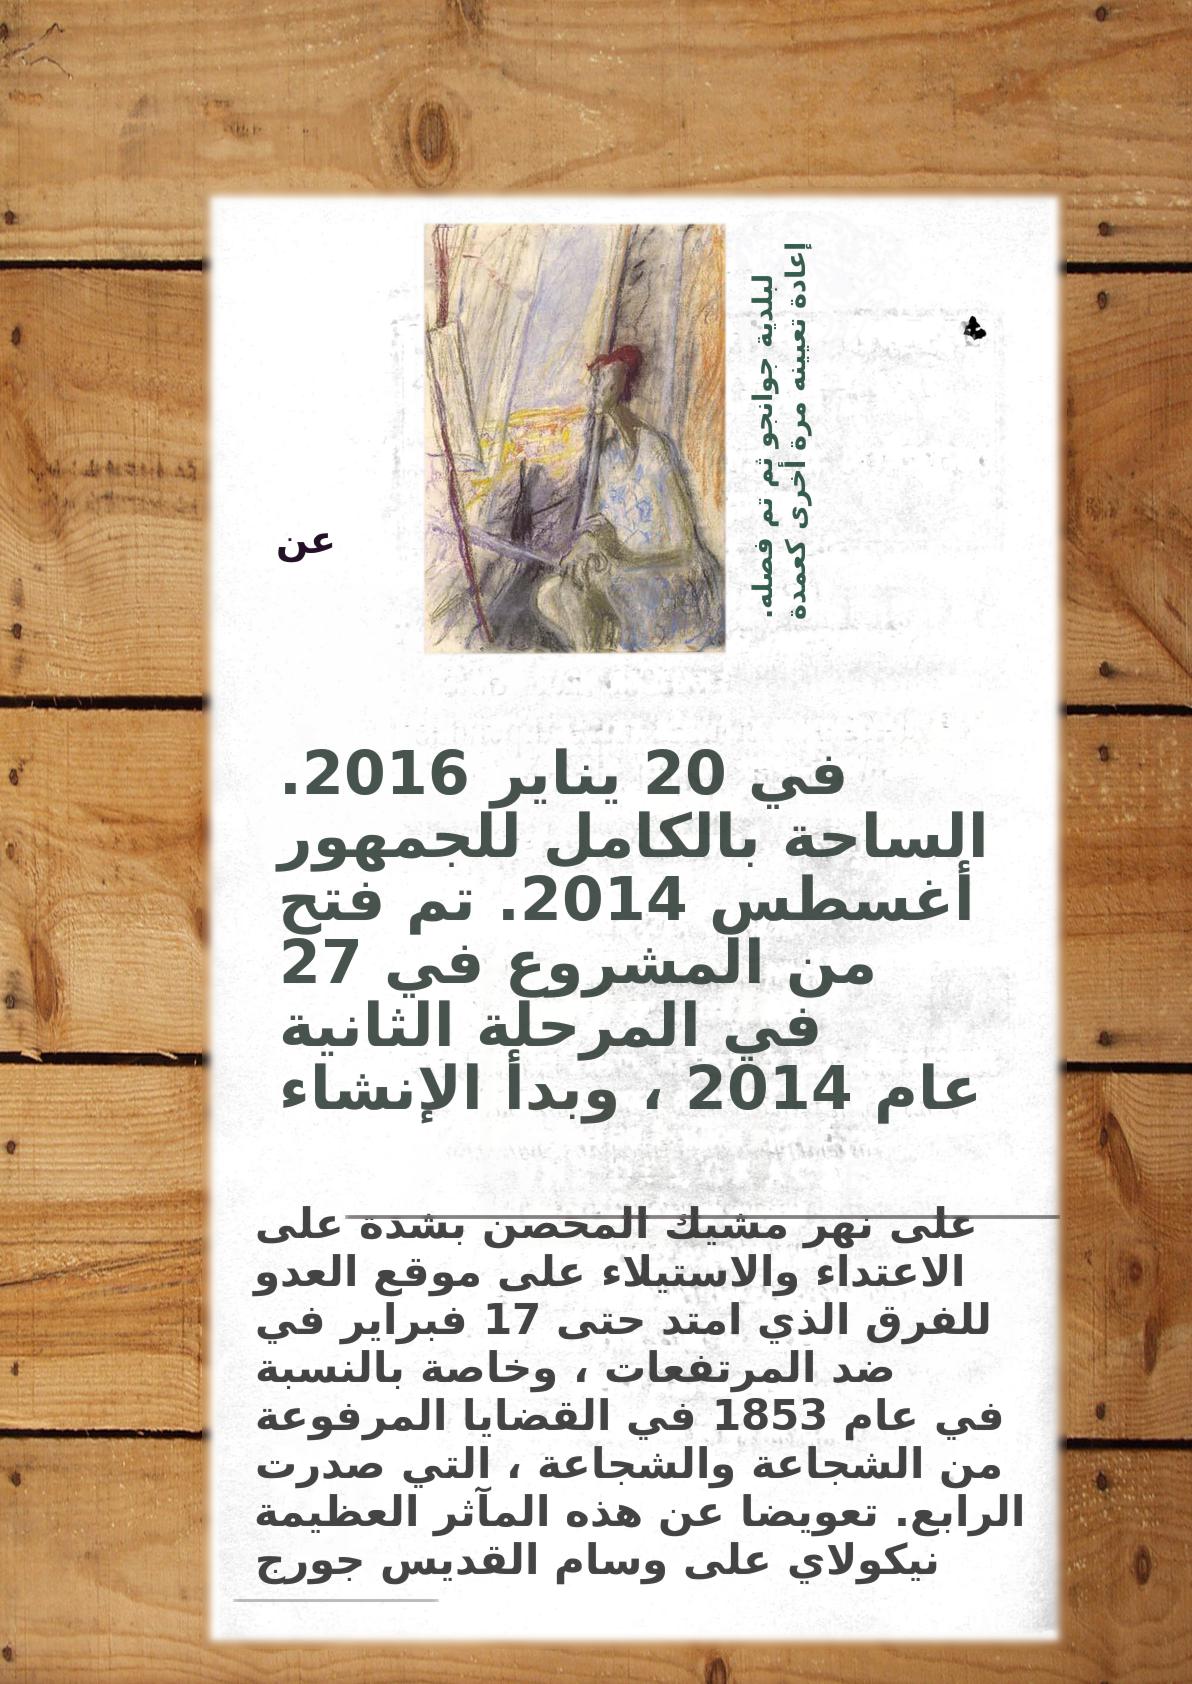 لبلدية جوانجو ثم تم فصله.
إعادة تعيينه مرة أخرى كعمدة
عن
في 20 يناير 2016.
الساحة بالكامل للجمهور
أغسطس 2014. تم فتح
من المشروع في 27
في المرحلة الثانية
عام 2014 ، وبدأ الإنشاء
على نهر مشيك المحصن بشدة على
الاعتداء والاستيلاء على موقع العدو
للفرق الذي امتد حتى 17 فبراير في
ضد المرتفعات ، وخاصة بالنسبة
في عام 1853 في القضايا المرفوعة
من الشجاعة والشجاعة ، التي صدرت
الرابع. تعويضا عن هذه المآثر العظيمة
نيكولاي على وسام القديس جورج